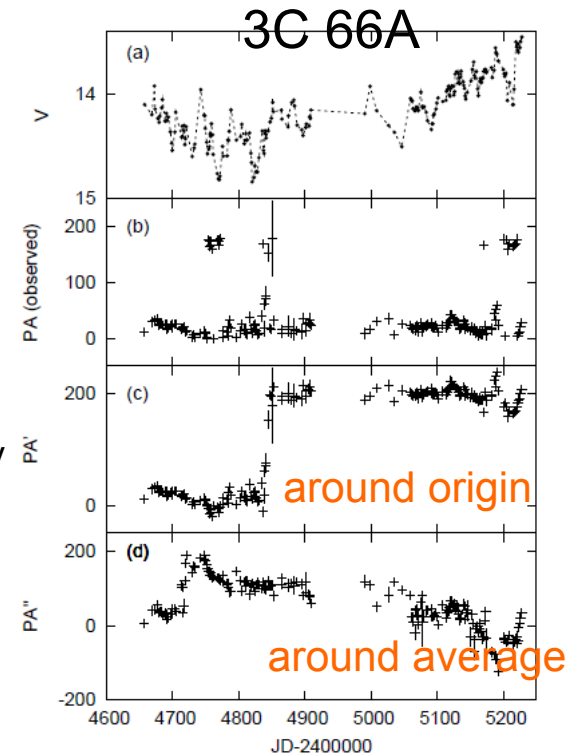 3C 66A
(a)
14
V
15
200
(b)
100
PA (observed)
0
(c)
200
PA'
around origin
0
200
(d)
PA"
0
around average
-200
4600 4700 4800 4900 5000 5100 5200
JD-2400000